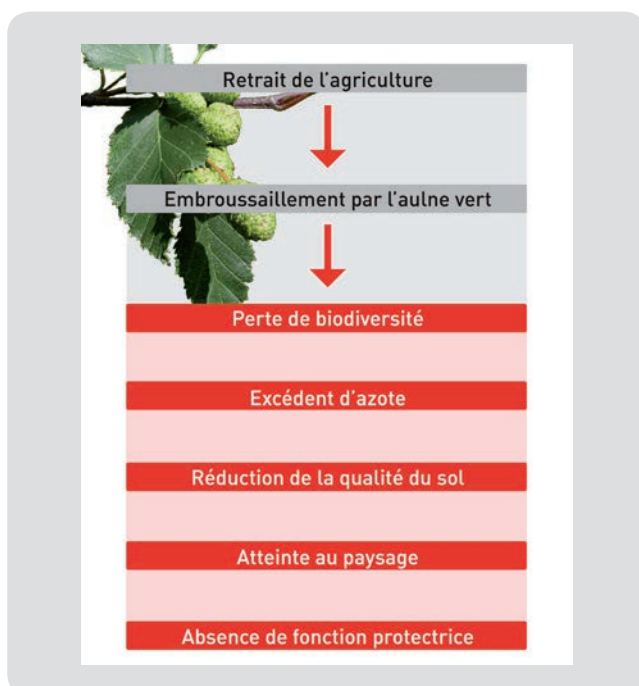 Retrait de l'agriculture
Embroussaillement par l'aulne vert
Perte de biodiversité
Excédent d'azote
Réduction de la qualité du sol
Atteinte au paysage
Absence de fonction protectrice